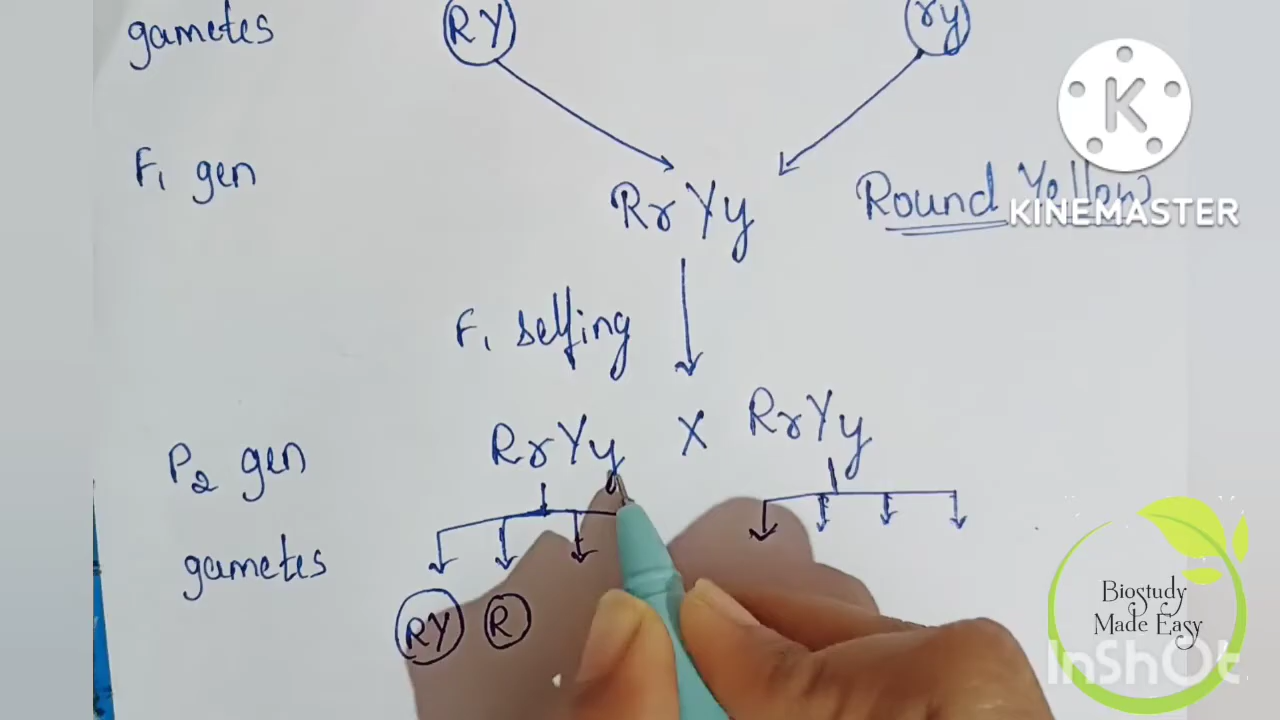 gametes RY ry
F1 gen RrYy Round Yellow
KINEMASTER
F1 selfing
P2 gen RrYy X RrYy
gametes
RY R
Biostudy
Made Easy
InShOt